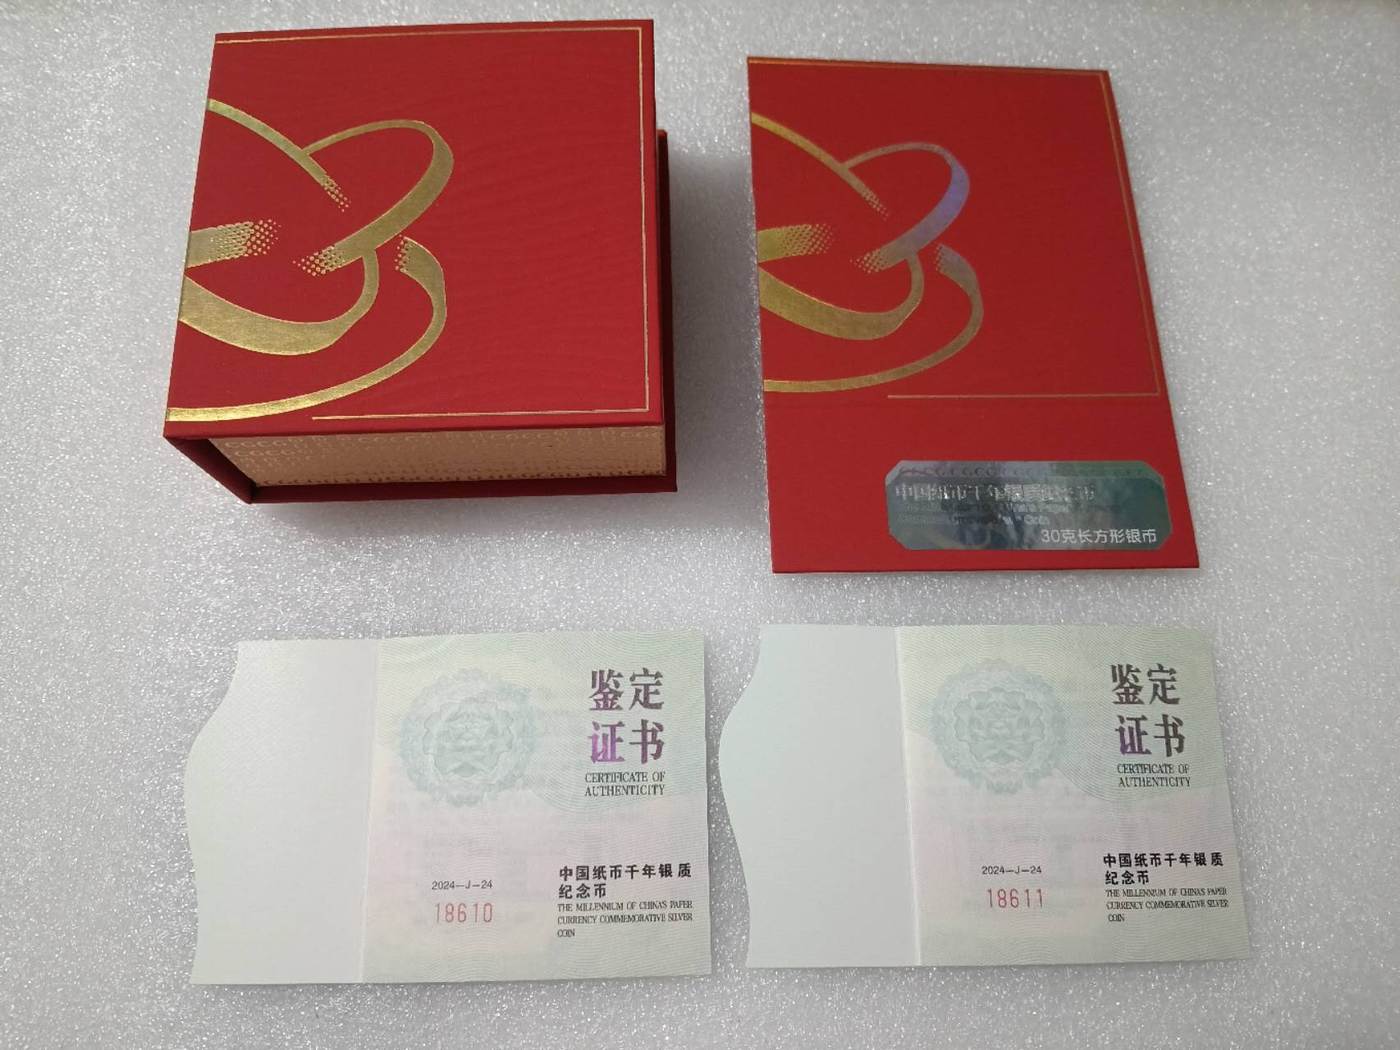 中国纸币千年银质纪念币
30克长方形银币
鉴定
证书
CERTIFICATE OF
AUTHENTICITY
2024—J—24
18610
中国纸币千年银质
纪念币
THE MILLENNIUM OF CHINA'S PAPER
CURRENCY COMMEMORATIVE SILVER
COIN
鉴定
证书
CERTIFICATE OF
AUTHENTICITY
2024—J—24
18611
中国纸币千年银质
纪念币
THE MILLENNIUM OF CHINA'S PAPER
CURRENCY COMMEMORATIVE SILVER
COIN